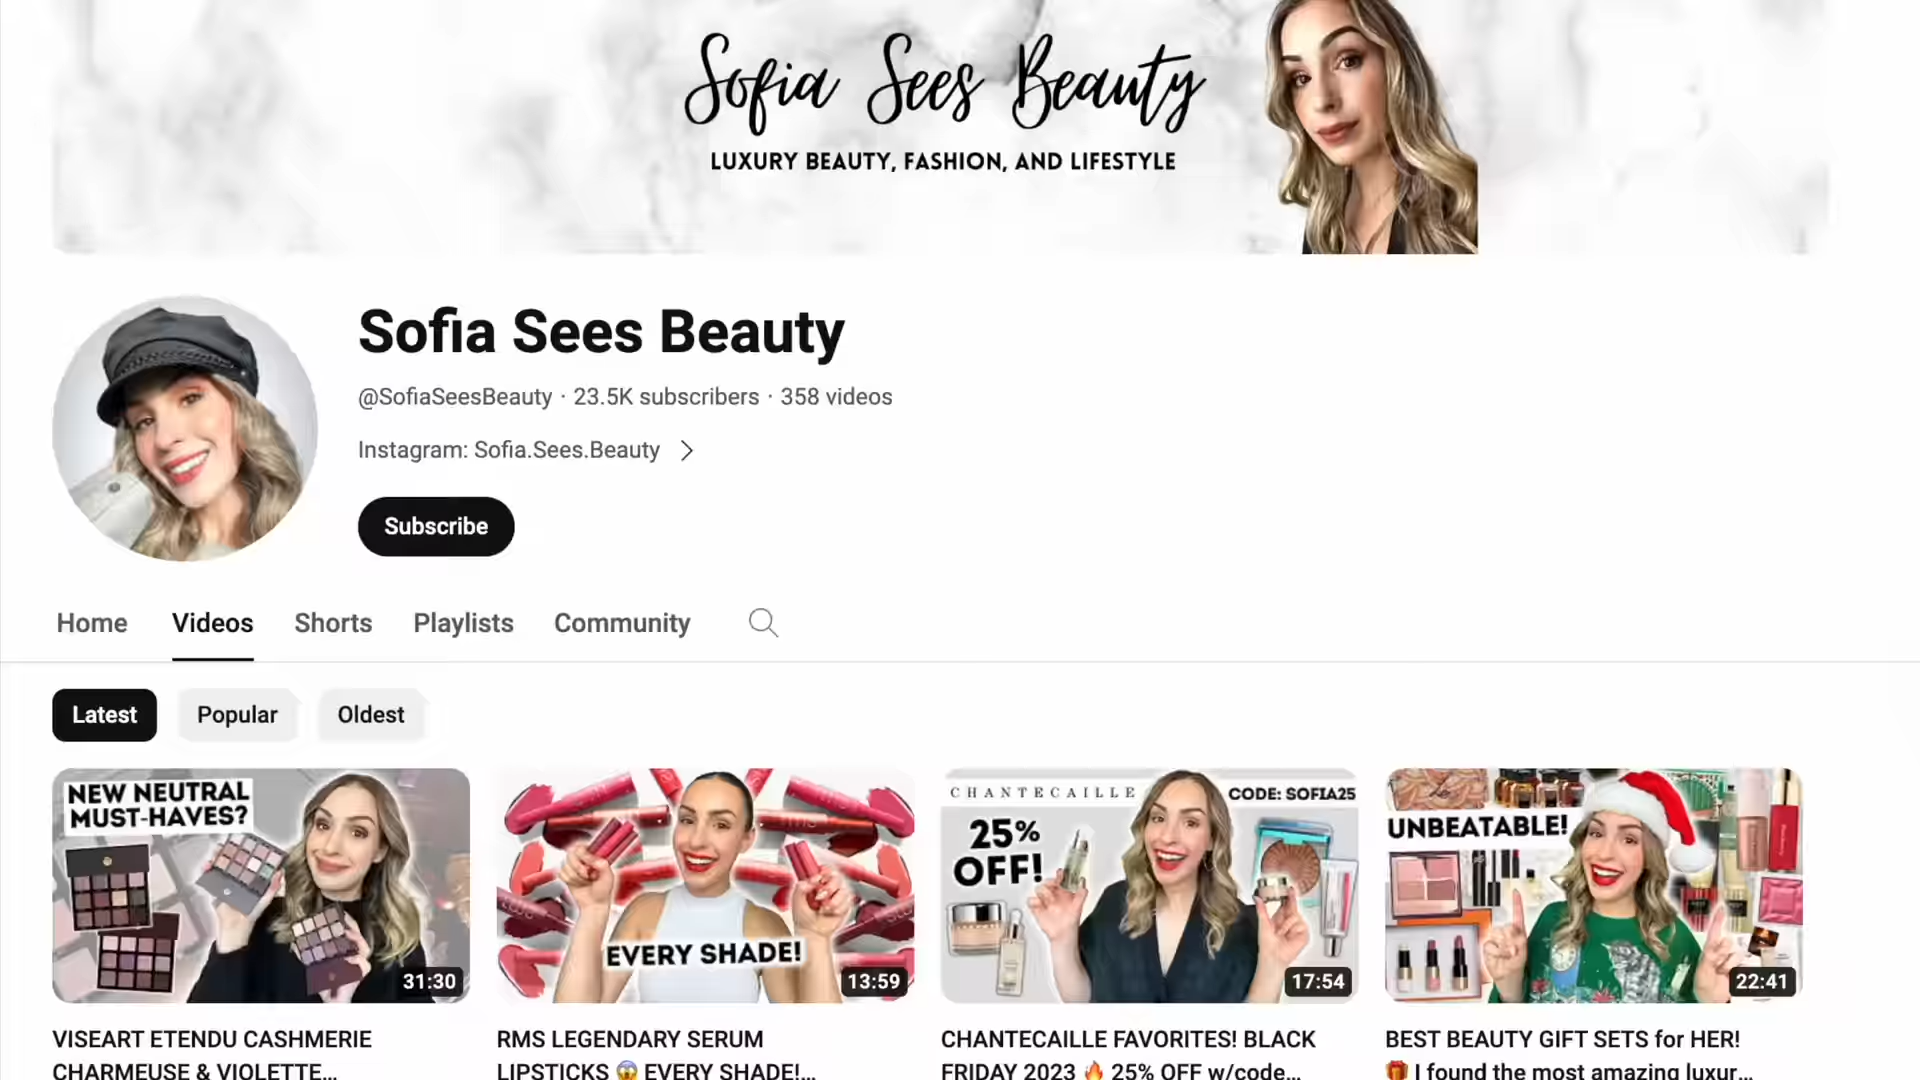 Sofia Sees Beauty
LUXURY BEAUTY, FASHION, AND LIFESTYLE
Sofia Sees Beauty
@SofiaSeesBeauty · 23.5K subscribers · 358 videos
Instagram: Sofia.Sees.Beauty
Subscribe
Home Videos Shorts Playlists Community
Latest Popular Oldest
NEW NEUTRAL
MUST-HAVES?
31:30
EVERY SHADE!
13:59
CHANTECAILLE
CODE: SOFIA25
25%
OFF!
17:54
UNBEATABLE!
22:41
VISEART ETENDU CASHMERIE
CHARMEUSE & VIOLETTE...
RMS LEGENDARY SERUM
LIPSTICKS 😱 EVERY SHADE!...
CHANTECAILLE FAVORITES! BLACK
FRIDAY 2023 🔥 25% OFF w/code...
BEST BEAUTY GIFT SETS for HER!
🎁 I found the most amazing luxur...